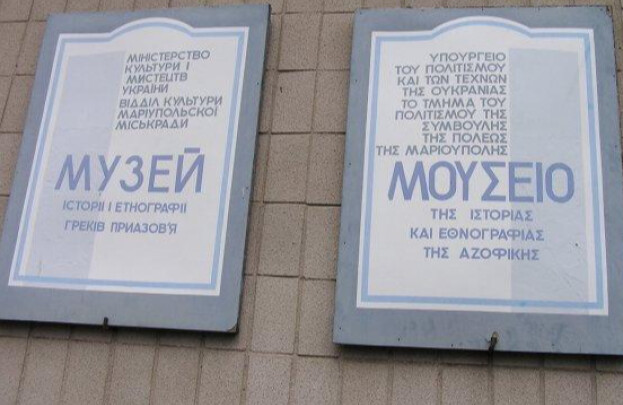 МІНІСТЕРСТВО
КУЛЬТУРИ І
МИСТЕЦТВ
УКРАЇНИ
ВІДДІЛ КУЛЬТУРИ
МАРІУПОЛЬСКОЇ
МІСЬКРАДИ
МУЗЕЙ
ІСТОРІЇ І ЕТНОГРАФІЇ
ГРЕКІВ ПРИАЗОВ'Я
ΥΠΟΥΡΓΕΙΟ
ΤΟΥ ΠΟΛΙΤΙΣΜΟΥ
ΚΑΙ ΤΩΝ ΤΕΧΝΩΝ
ΤΗΣ ΟΥΚΡΑΝΙΑΣ
ΤΟ ΤΜΗΜΑ ΤΟΥ
ΠΟΛΙΤΙΣΜΟΥ ΤΗΣ
ΣΥΜΒΟΥΛΗΣ
ΤΗΣ ΠΟΛΕΩΣ
ΤΗΣ ΜΑΡΙΟΥΠΟΛΗΣ
ΜΟΥΣΕΙΟ
ΤΗΣ ΙΣΤΟΡΙΑΣ
ΚΑΙ ΕΘΝΟΓΡΑΦΙΑΣ
ΤΗΣ ΑΖΟΦΙΚΗΣ